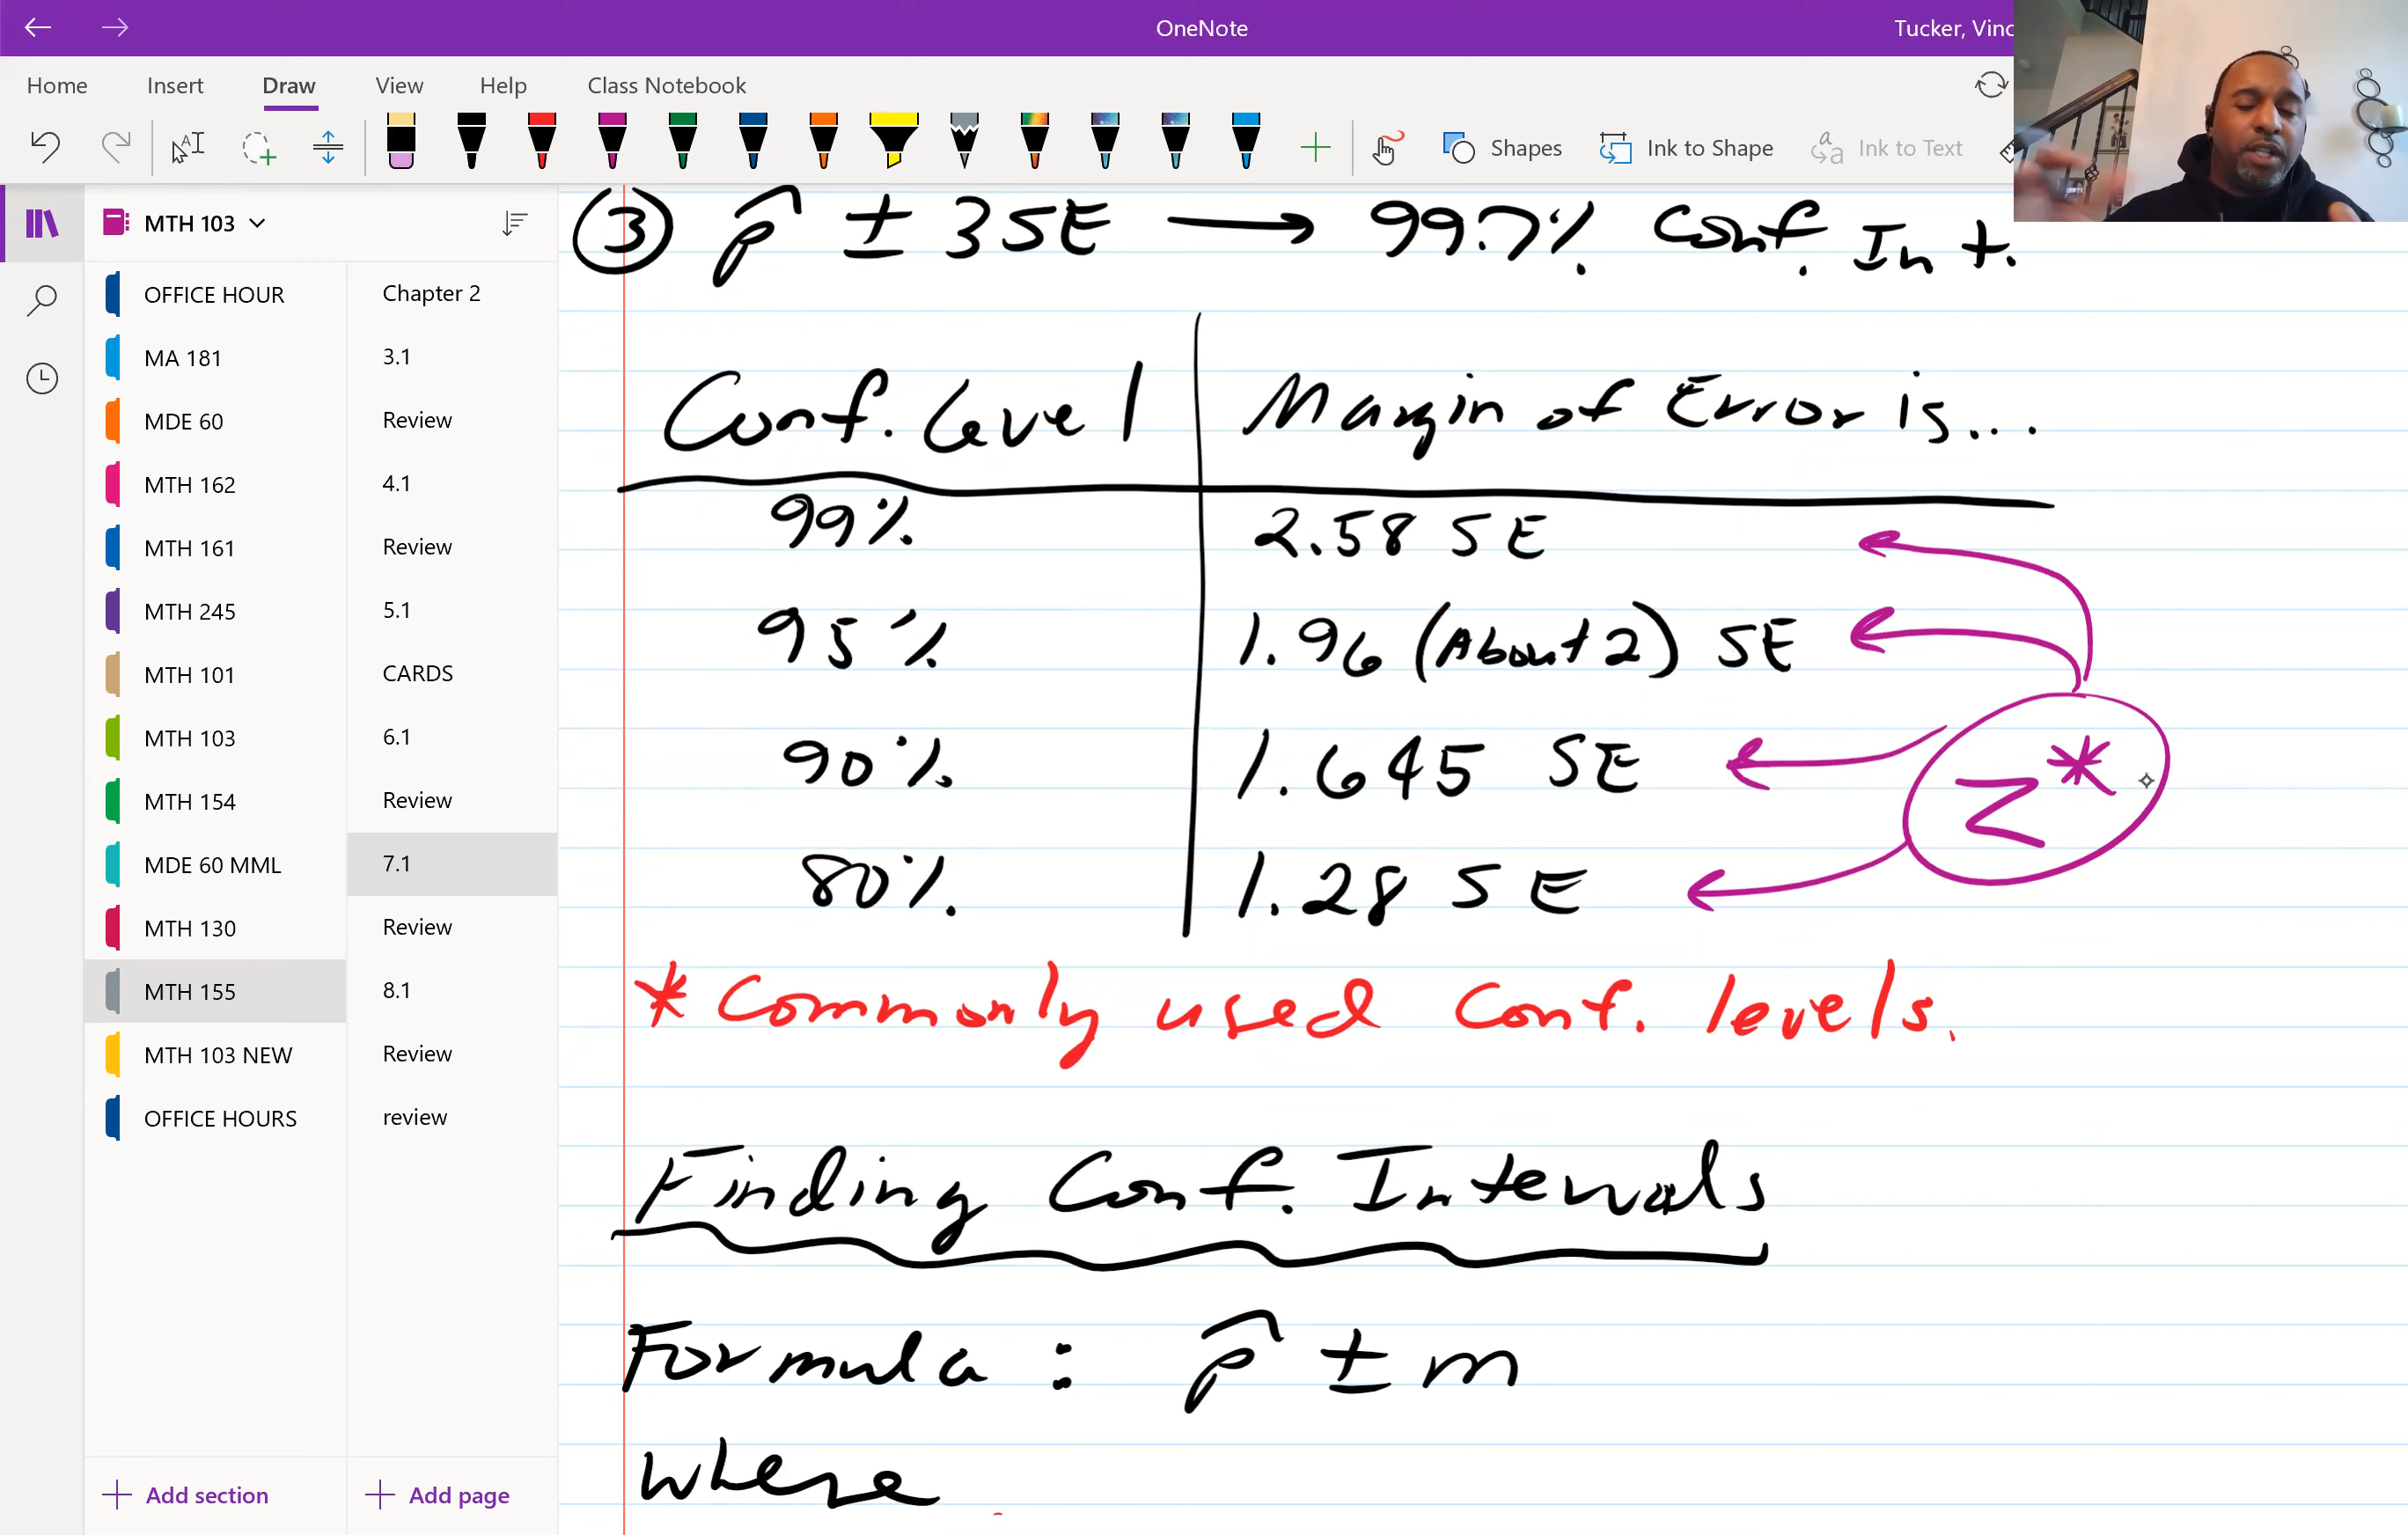 OneNote
Tucker, Vinc
Home Insert Draw View Help Class Notebook
Shapes Ink to Shape Ink to Text
MTH 103
OFFICE HOUR
MA 181
MDE 60
MTH 162
MTH 161
MTH 245
MTH 101
MTH 103
MTH 154
MDE 60 MML
MTH 130
MTH 155
MTH 103 NEW
OFFICE HOURS
Add section
Chapter 2
3.1
Review
4.1
Review
5.1
CARDS
6.1
Review
7.1
Review
8.1
Review
review
Add page
③ p̂ ± 3SE → 99.7% Conf. Int.
Conf. Level Margin of Error is...
99% 2.58 SE
95% 1.96 (About 2) SE
90% 1.645 SE
z*
80% 1.28 SE
* Commonly used Conf. levels.
Finding Conf. Intervals
Formula : p̂ ± m
where